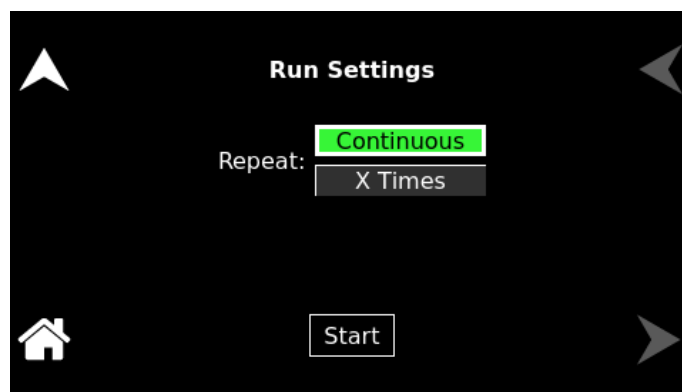 Run Settings
Continuous
Repeat:
X Times
Start